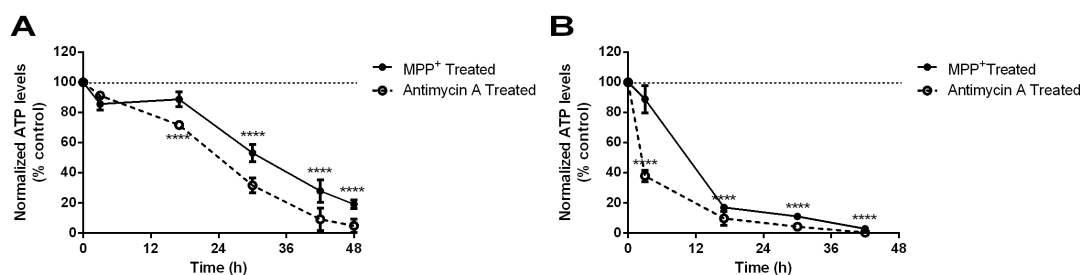 A
Normalized ATP levels
(% control)
120
100
80
60
40
20
0
0 12 24 36 48
Time (h)
****
****
****
****
MPP+ Treated
Antimycin A Treated
B
Normalized ATP levels
(% control)
120
100
80
60
40
20
0
0 12 24 36 48
Time (h)
****
****
****
****
MPP+Treated
Antimycin A Treated